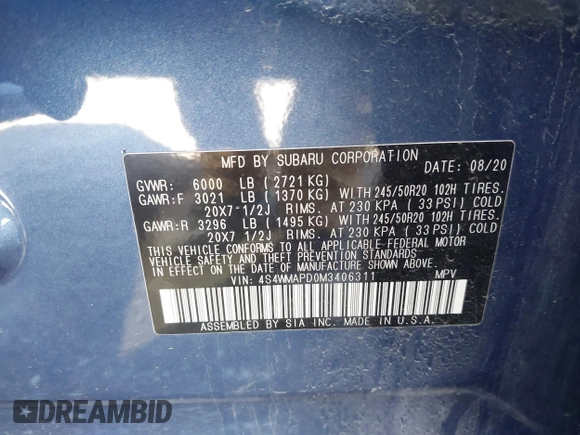 MFD BY SUBARU CORPORATION
DATE: 08/20
GVWR: 6000 LB (2721 KG)
GAWR:F 3021 LB (1370 KG) WITH 245/50R20 102H TIRES.
20X7 1/2J RIMS. AT 230 KPA (33 PSI) COLD
GAWR:R 3296 LB (1495 KG) WITH 245/50R20 102H TIRES.
20X7 1/2J RIMS. AT 230 KPA (33 PSI) COLD
THIS VEHICLE CONFORMS TO ALL APPLICABLE FEDERAL MOTOR
VEHICLE SAFETY AND THEFT PREVENTION STANDARDS
IN EFFECT ON THE DATE OF MANUFACTURE SHOWN ABOVE.
VIN: 4S4WMAPD0M3406311 MPV
ASSEMBLED BY SIA INC. MADE IN U.S.A.
DREAMBID